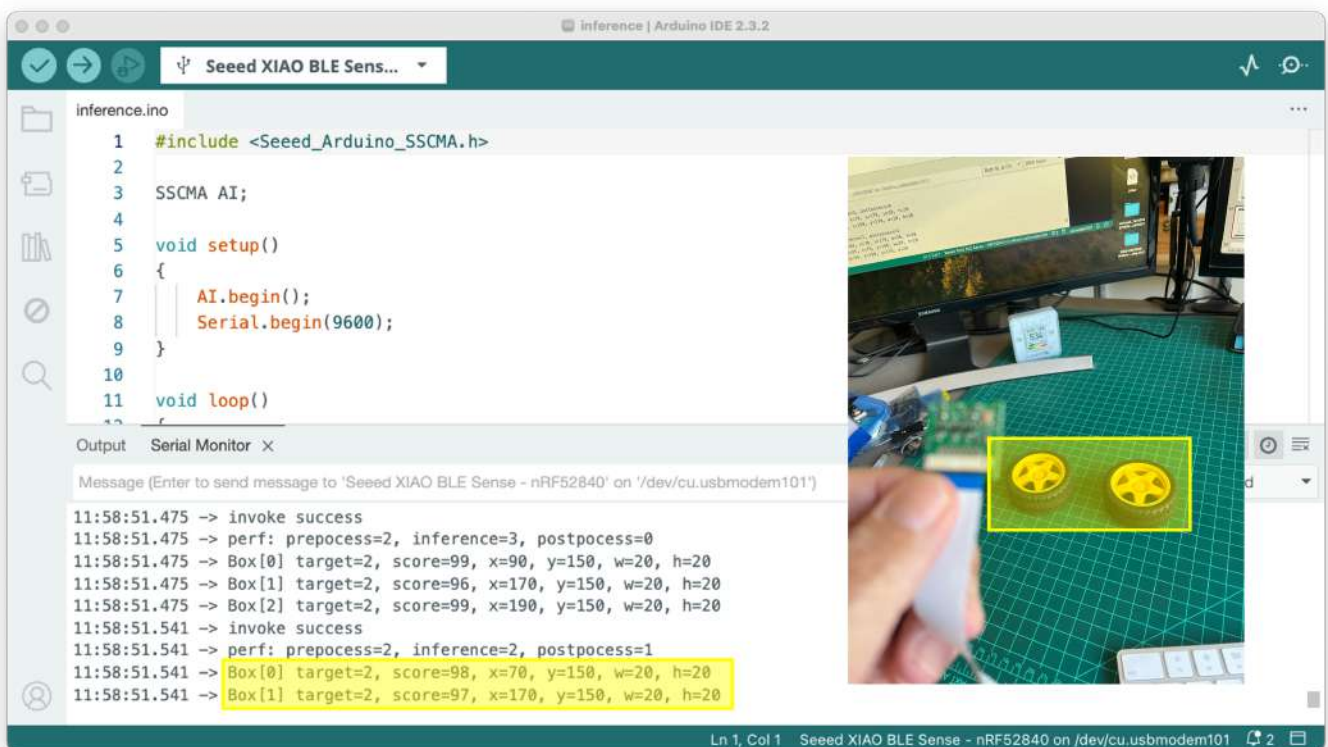 inference | Arduino IDE 2.3.2
Seeed XIAO BLE Sens...
inference.ino
1 #include <Seeed_Arduino_SSCMA.h>
2
3 SSCMA AI;
4
5 void setup()
6 {
7 AI.begin();
8 Serial.begin(9600);
9 }
10
11 void loop()
Output Serial Monitor
Message (Enter to send message to 'Seeed XIAO BLE Sense - nRF52840' on '/dev/cu.usbmodem101')
d
11:58:51.475 -> invoke success
11:58:51.475 -> perf: prepocess=2, inference=3, postpocess=0
11:58:51.475 -> Box[0] target=2, score=99, x=90, y=150, w=20, h=20
11:58:51.475 -> Box[1] target=2, score=96, x=170, y=150, w=20, h=20
11:58:51.475 -> Box[2] target=2, score=99, x=190, y=150, w=20, h=20
11:58:51.541 -> invoke success
11:58:51.541 -> perf: prepocess=2, inference=2, postpocess=1
11:58:51.541 -> Box[0] target=2, score=98, x=70, y=150, w=20, h=20
11:58:51.541 -> Box[1] target=2, score=97, x=170, y=150, w=20, h=20
Ln 1, Col 1 Seeed XIAO BLE Sense - nRF52840 on /dev/cu.usbmodem101 2